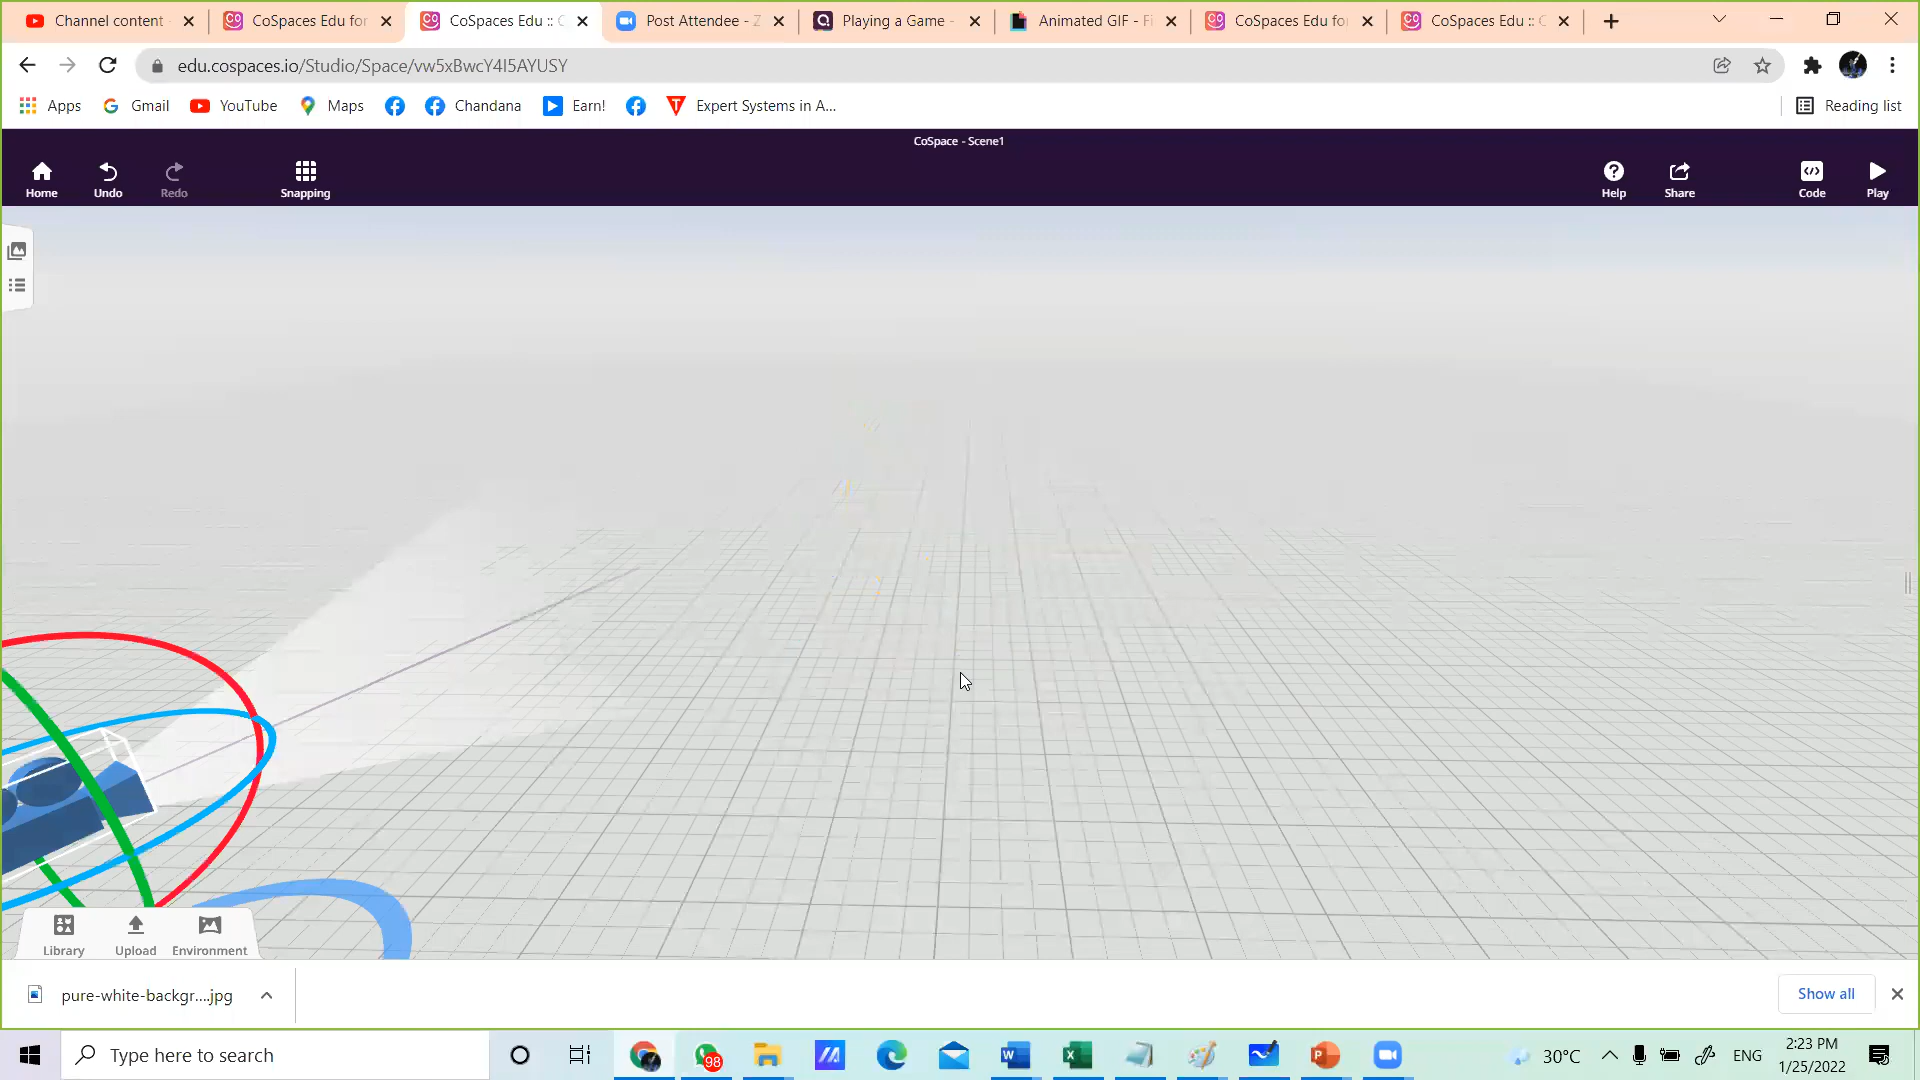 Channel content
CoSpaces Edu for
CoSpaces Edu :: C
Post Attendee - Z
Playing a Game -
Animated GIF - Fi
CoSpaces Edu fo
CoSpaces Edu :: C
edu.cospaces.io/Studio/Space/vw5xBwcY4I5AYUSY
Apps
Gmail
YouTube
Maps
Chandana
Earn!
Expert Systems in A...
Reading list
CoSpace - Scene1
Home
Undo
Redo
Snapping
Help
Share
Code
Play
Library
Upload
Environment
pure-white-backgr....jpg
Show all
Type here to search
98
30°C
ENG
2:23 PM
1/25/2022